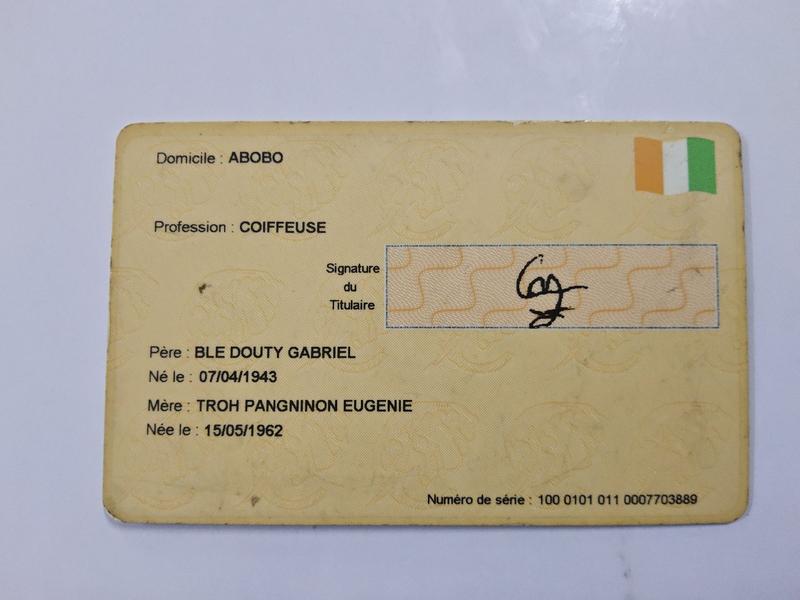 Domicile : ABOBO
Profession : COIFFEUSE
Signature
du
Titulaire
Père : BLE DOUTY GABRIEL
Né le : 07/04/1943
Mère : TROH PANGNINON EUGENIE
Née le : 15/05/1962
Numéro de série : 100 0101 011 0007703889